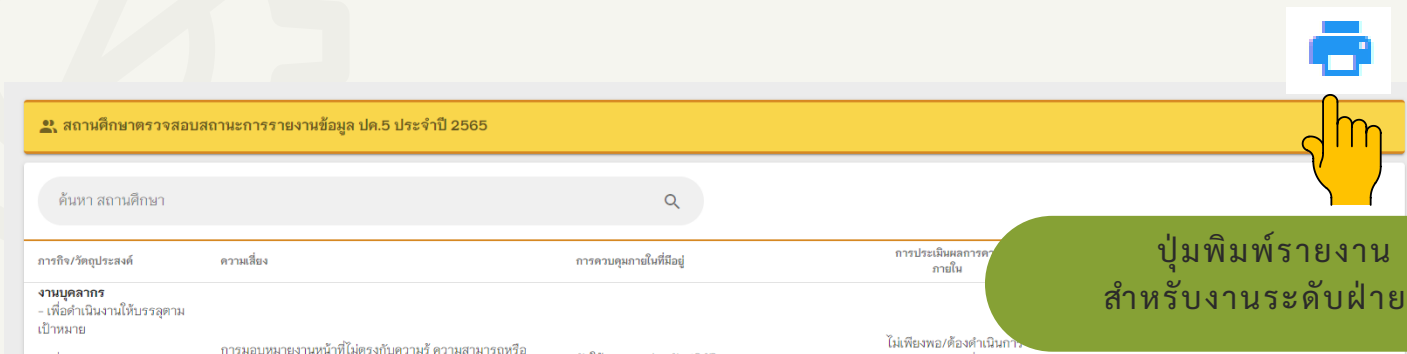 สถานศึกษาตรวจสอบสถานะการรายงานข้อมูล ปค.5 ประจำปี 2565
ค้นหา สถานศึกษา
ภารกิจ/วัตถุประสงค์
ความเสี่ยง
การควบคุมภายในที่มีอยู่
การประเมินผลการคว
ภายใน
ปุ่มพิมพ์รายงาน
สำหรับงานระดับฝ่าย
งานบุคลากร
- เพื่อดำเนินงานให้บรรลุตาม
เป้าหมาย
การมอบหมายงานหน้าที่ไม่ตรงกับความรู้ ความสามารถหรือ
ไม่เพียงพอ/ต้องดำเนินการ